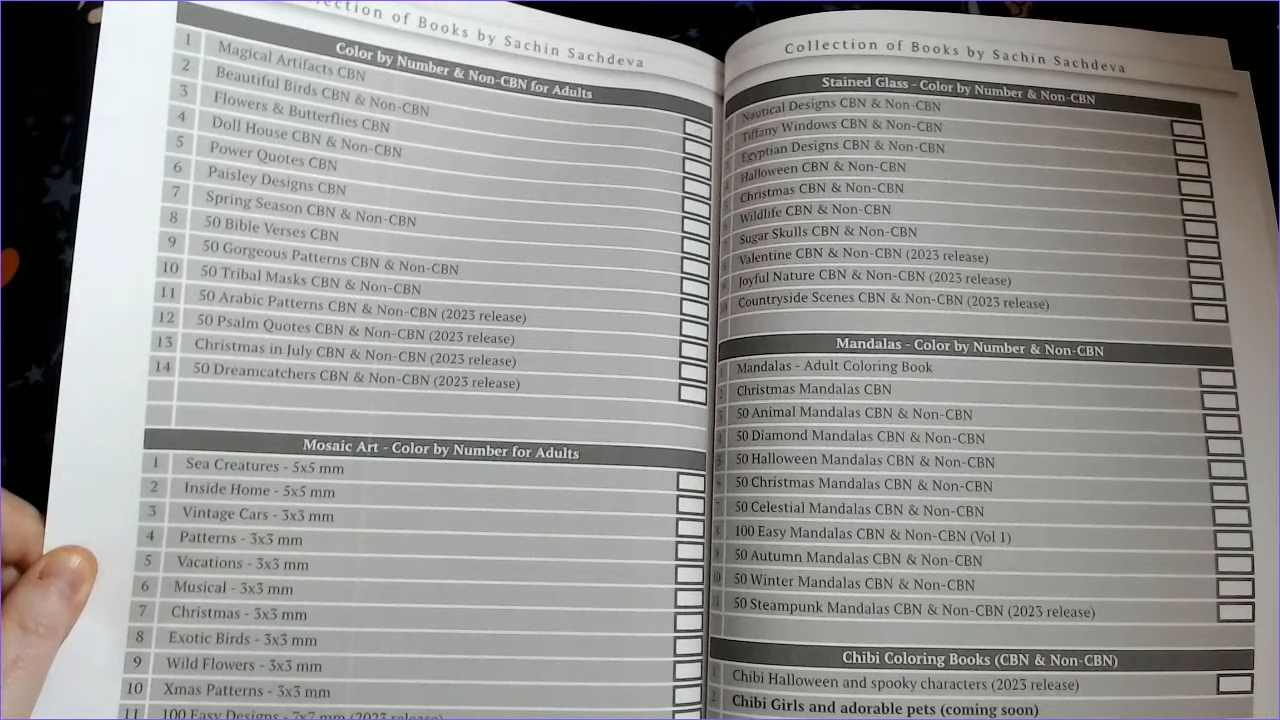 ection of Books by Sachin Sachdeva
Color by Number & Non-CBN for Adults
1 Magical Artifacts CBN
2 Beautiful Birds CBN & Non-CBN
3 Flowers & Butterflies CBN
4 Doll House CBN & Non-CBN
5 Power Quotes CBN
6 Paisley Designs CBN
7 Spring Season CBN & Non-CBN
8 50 Bible Verses CBN
9 50 Gorgeous Patterns CBN & Non-CBN
10 50 Tribal Masks CBN & Non-CBN
11 50 Arabic Patterns CBN & Non-CBN (2023 release)
12 50 Psalm Quotes CBN & Non-CBN (2023 release)
13 Christmas in July CBN & Non-CBN (2023 release)
14 50 Dreamcatchers CBN & Non-CBN (2023 release)
Mosaic Art - Color by Number for Adults
1 Sea Creatures - 5x5 mm
2 Inside Home - 5x5 mm
3 Vintage Cars - 3x3 mm
4 Patterns - 3x3 mm
5 Vacations - 3x3 mm
6 Musical - 3x3 mm
7 Christmas - 3x3 mm
8 Exotic Birds - 3x3 mm
9 Wild Flowers - 3x3 mm
10 Xmas Patterns - 3x3 mm
11 100 Easy Designs - 7x7 mm (2023 release)
Collection of Books by Sachin Sachdeva
Stained Glass - Color by Number & Non-CBN
Nautical Designs CBN & Non-CBN
Tiffany Windows CBN & Non-CBN
Egyptian Designs CBN & Non-CBN
Halloween CBN & Non-CBN
Christmas CBN & Non-CBN
Wildlife CBN & Non-CBN
Sugar Skulls CBN & Non-CBN
Valentine CBN & Non-CBN (2023 release)
Joyful Nature CBN & Non-CBN (2023 release)
Countryside Scenes CBN & Non-CBN (2023 release)
Mandalas - Color by Number & Non-CBN
Mandalas - Adult Coloring Book
Christmas Mandalas CBN
50 Animal Mandalas CBN & Non-CBN
50 Diamond Mandalas CBN & Non-CBN
50 Halloween Mandalas CBN & Non-CBN
50 Christmas Mandalas CBN & Non-CBN
50 Celestial Mandalas CBN & Non-CBN
100 Easy Mandalas CBN & Non-CBN (Vol 1)
50 Autumn Mandalas CBN & Non-CBN
50 Winter Mandalas CBN & Non-CBN
50 Steampunk Mandalas CBN & Non-CBN (2023 release)
Chibi Coloring Books (CBN & Non-CBN)
Chibi Halloween and spooky characters (2023 release)
Chibi Girls and adorable pets (coming soon)